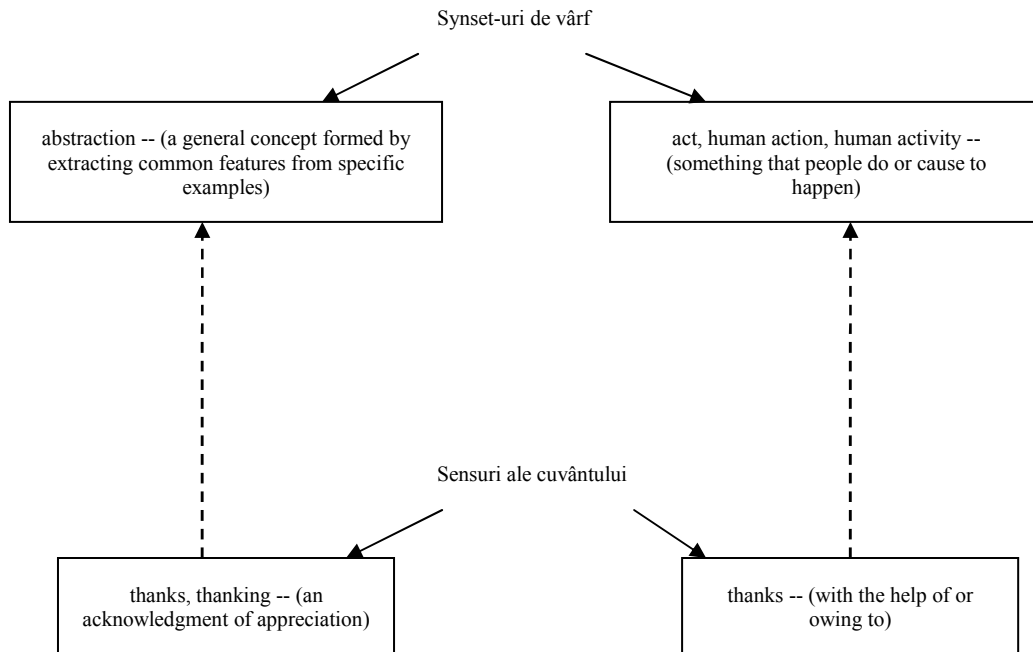 Synset-uri de vârf
abstraction -- (a general concept formed by
extracting common features from specific
examples)
act, human action, human activity --
(something that people do or cause to
happen)
Sensuri ale cuvântului
thanks, thanking -- (an
acknowledgment of appreciation)
thanks -- (with the help of or
owing to)